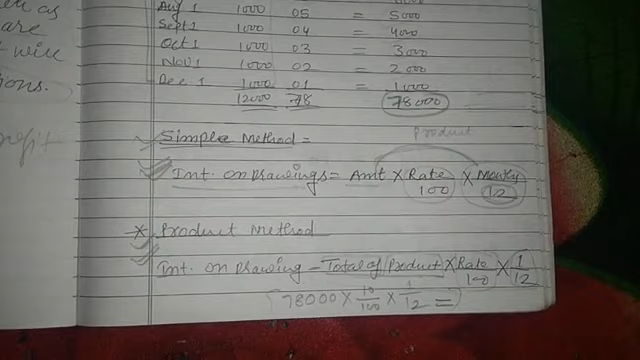 as
are
wise
ons.
Aug 1 1000 05 = 5000
Sept 1 1000 04 = 4000
Oct 1 1000 03 = 3000
Nov 1 1000 02 = 2000
Dec 1 1000 01 = 1000
12000 78 78000
Simple Method =
Product
Int. on Drawings = Amt × Rate/100 × Months/12
* Product Method
Int. on Drawing - Total of Product × Rate/100 × 1/12
78000 × 10/100 × 1/12 =